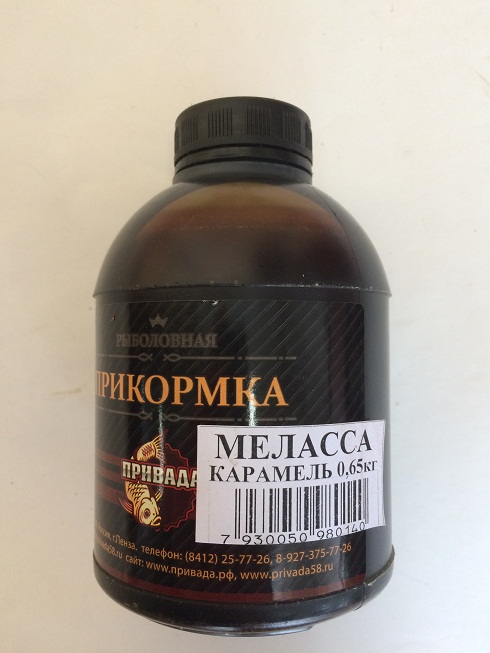 РЫБОЛОВНАЯ
ПРИКОРМКА
МЕЛАССА
КАРАМЕЛЬ 0,65кг
ПРИВАДА
7 930050 980140
г.Пенза. телефон: (8412) 25-77-26, 8-927-375-77-26
сайт: www.привада.рф, www.privada58.ru